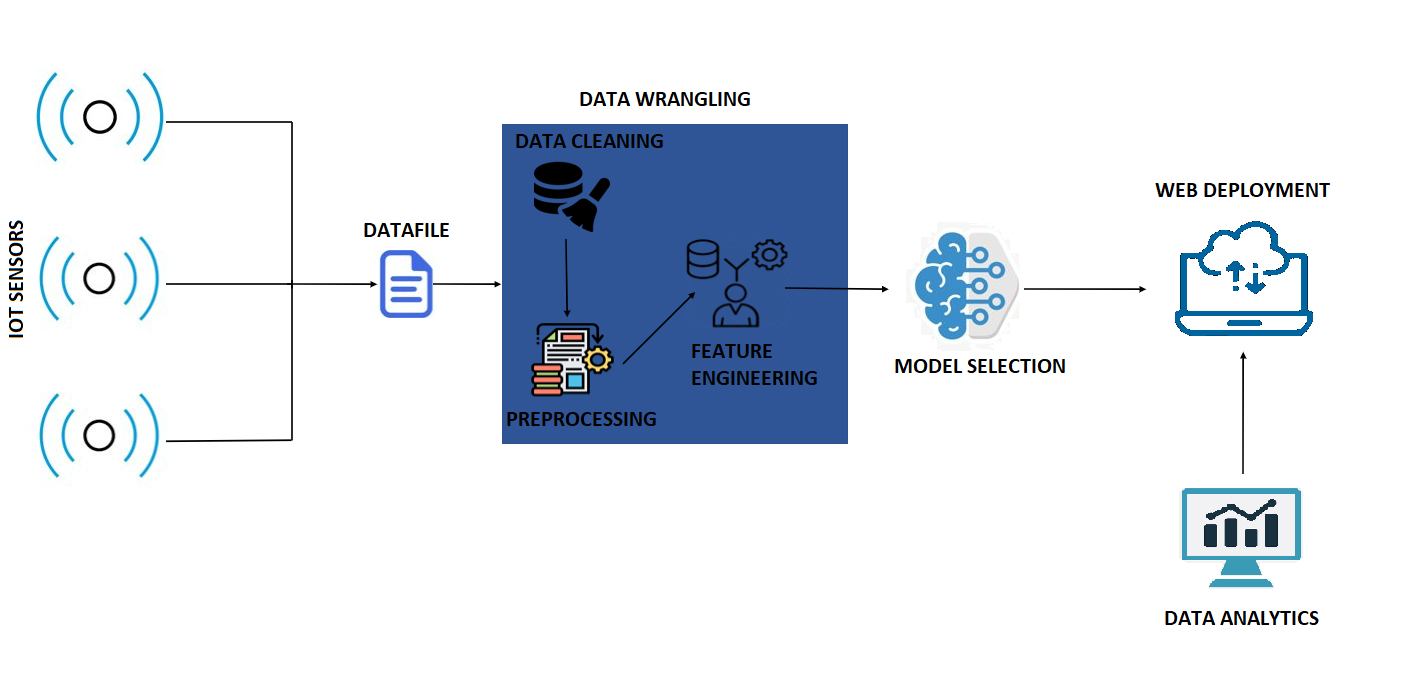 IOT SENSORS
DATAFILE
DATA WRANGLING
DATA CLEANING
PREPROCESSING
FEATURE
ENGINEERING
MODEL SELECTION
WEB DEPLOYMENT
DATA ANALYTICS